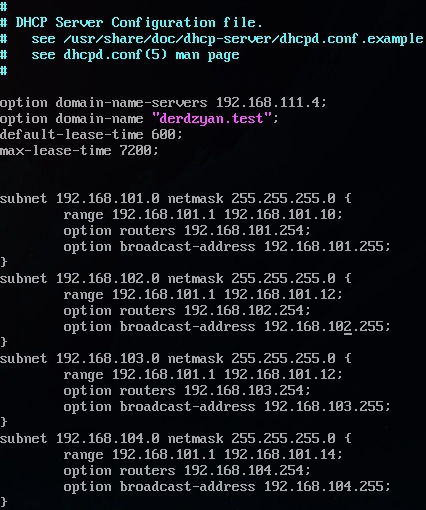 #
# DHCP Server Configuration file.
#   see /usr/share/doc/dhcp-server/dhcpd.conf.example
#   see dhcpd.conf(5) man page
#
option domain-name-servers 192.168.111.4;
option domain-name "derdzyan.test";
default-lease-time 600;
max-lease-time 7200;
subnet 192.168.101.0 netmask 255.255.255.0 {
        range 192.168.101.1 192.168.101.10;
        option routers 192.168.101.254;
        option broadcast-address 192.168.101.255;
}
subnet 192.168.102.0 netmask 255.255.255.0 {
        range 192.168.101.1 192.168.101.12;
        option routers 192.168.102.254;
        option broadcast-address 192.168.102.255;
}
subnet 192.168.103.0 netmask 255.255.255.0 {
        range 192.168.101.1 192.168.101.12;
        option routers 192.168.103.254;
        option broadcast-address 192.168.103.255;
}
subnet 192.168.104.0 netmask 255.255.255.0 {
        range 192.168.101.1 192.168.101.14;
        option routers 192.168.104.254;
        option broadcast-address 192.168.104.255;
}